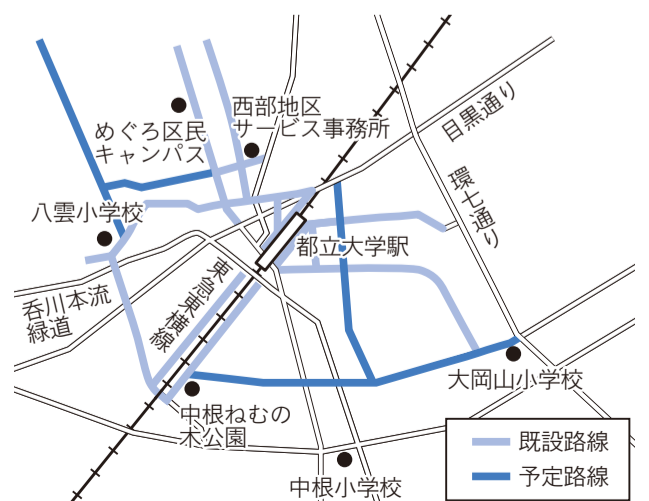 西部地区
サービス事務所
めぐろ区民
キャンパス
目黒通り
環七通り
八雲小学校
都立大学駅
呑川本流
緑道
東急東横線
大岡山小学校
中根ねむの
木公園
中根小学校
既設路線
予定路線